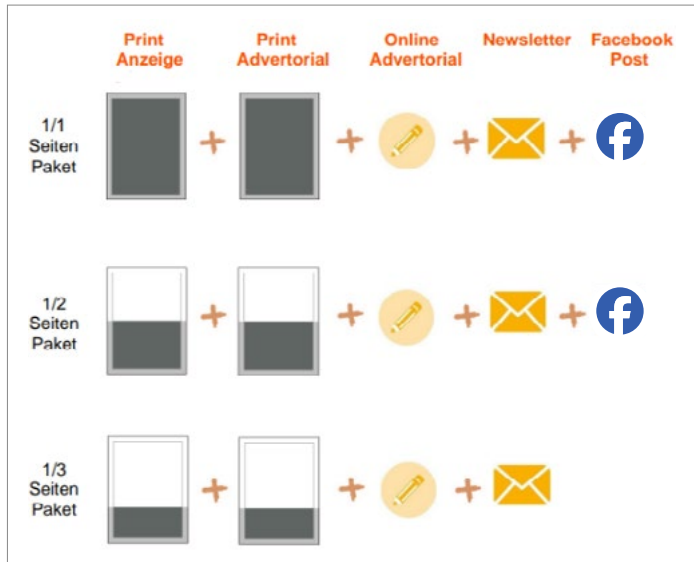 Print Anzeige
Print Advertorial
Online Advertorial
Newsletter
Facebook Post
1/1
Seiten
Paket
1/2
Seiten
Paket
1/3
Seiten
Paket